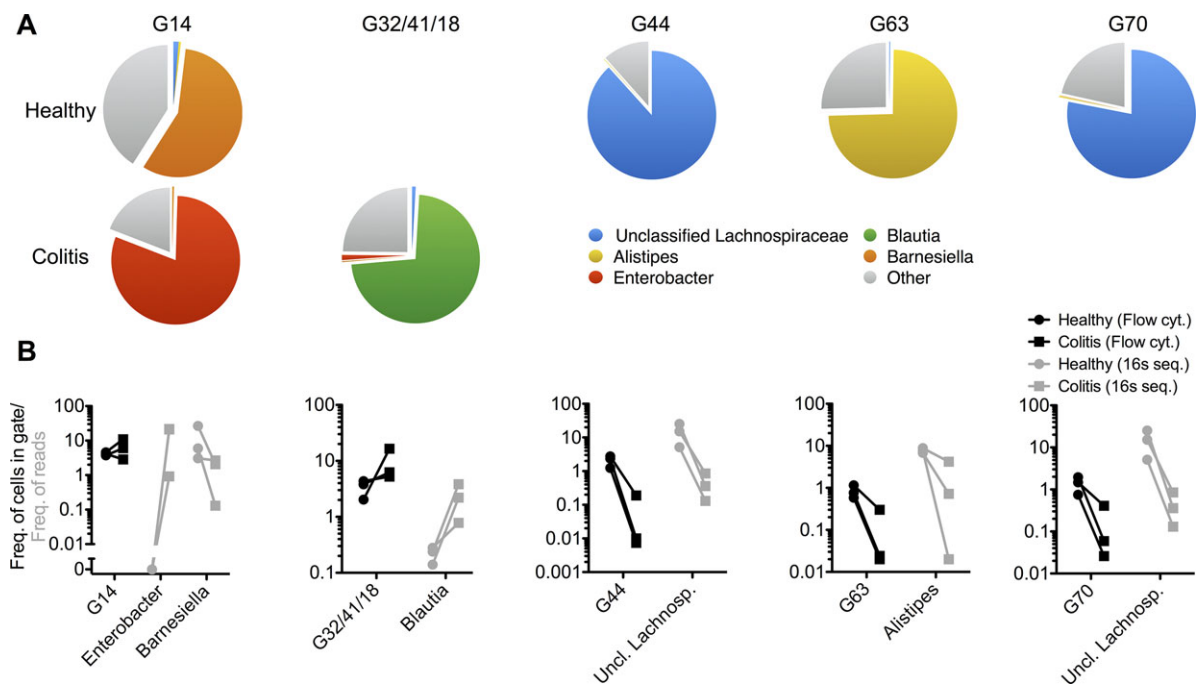 A
G14
G32/41/18
G44
G63
G70
Healthy
Colitis
Unclassified Lachnospiraceae
Alistipes
Enterobacter
Blautia
Barnesiella
Other
Healthy (Flow cyt.)
Colitis (Flow cyt.)
Healthy (16s seq.)
Colitis (16s seq.)
B
Freq. of cells in gate/
Freq. of reads
100
10
1
0.1
0.01
0
G14
Enterobacter
Barnesiella
100
10
1
0.1
G32/41/18
Blautia
100
10
1
0.1
0.01
0.001
G44
Uncl. Lachnosp.
100
10
1
0.1
0.01
G63
Alistipes
100
10
1
0.1
0.01
G70
Uncl. Lachnosp.